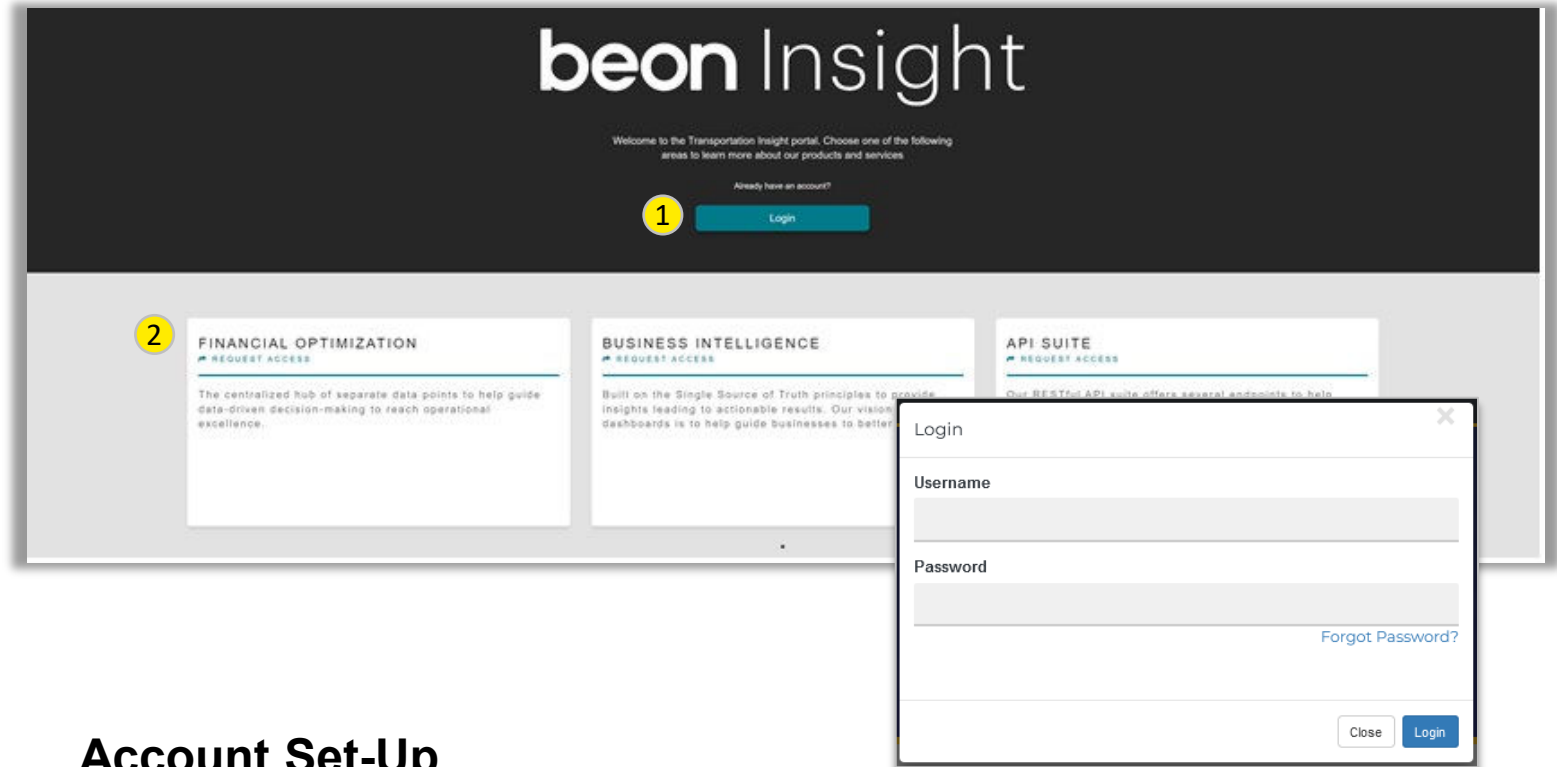 beon Insight
Welcome to the Transportation Insight portal. Choose one of the following
areas to learn more about our products and services
Already have an account?
1
Login
2
FINANCIAL OPTIMIZATION
REQUEST ACCESS
The centralized hub of separate data points to help guide
data-driven decision-making to reach operational
excellence.
BUSINESS INTELLIGENCE
REQUEST ACCESS
Built on the Single Source of Truth principles to provide
insights leading to actionable results. Our vision
dashboards is to help guide businesses to better
API SUITE
REQUEST ACCESS
Our RESTful API suite offers several endpoints to help
Login
Username
Password
Forgot Password?
Close
Login
Account Set-Up